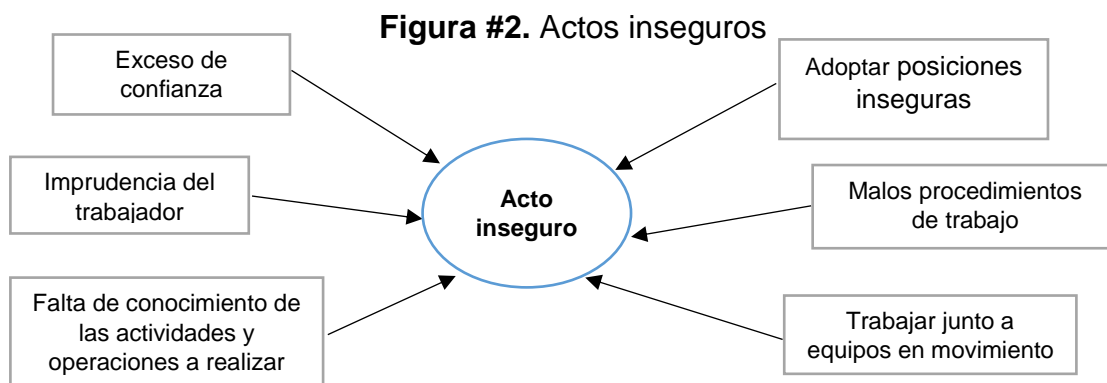 Figura #2. Actos inseguros
Exceso de
confianza
Imprudencia del
trabajador
Falta de conocimiento de
las actividades y
operaciones a realizar
Acto
inseguro
Adoptar posiciones
inseguras
Malos procedimientos
de trabajo
Trabajar junto a
equipos en movimiento